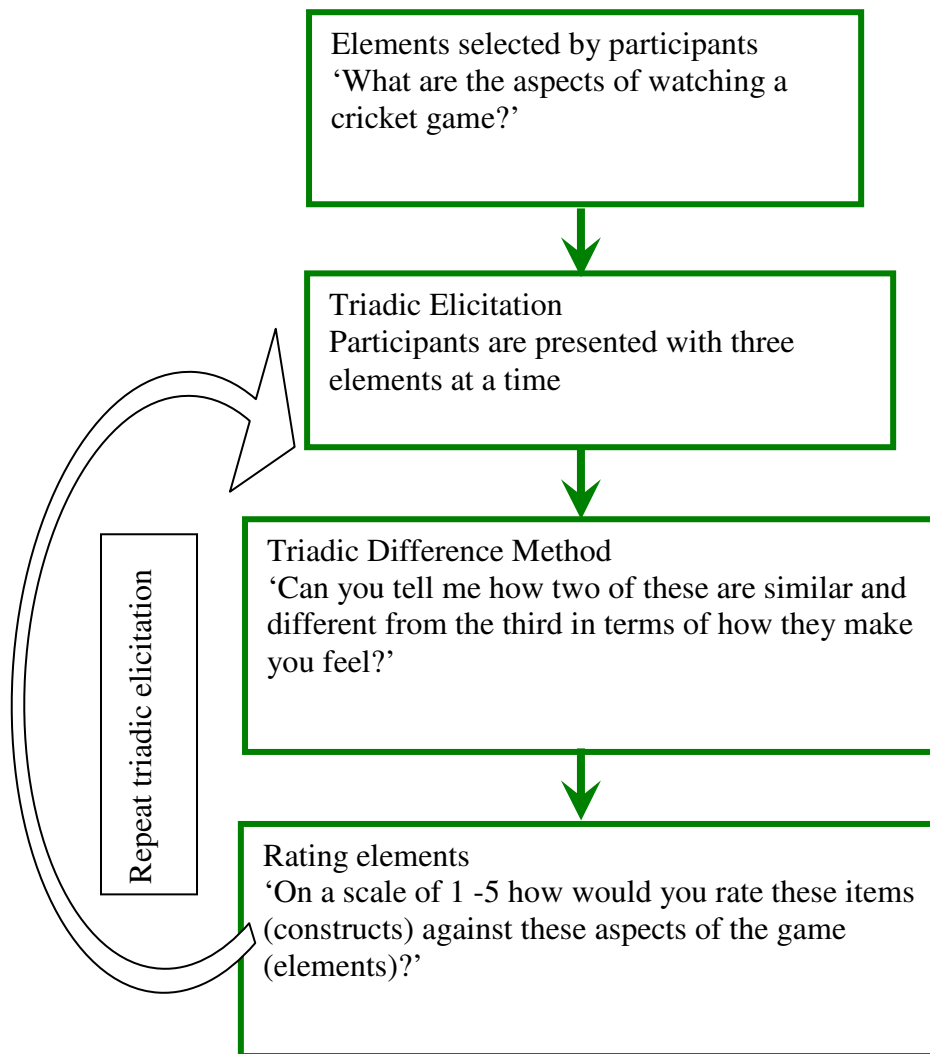 Elements selected by participants
‘What are the aspects of watching a
cricket game?’
Triadic Elicitation
Participants are presented with three
elements at a time
Triadic Difference Method
‘Can you tell me how two of these are similar and
different from the third in terms of how they make
you feel?’
Repeat triadic elicitation
Rating elements
‘On a scale of 1 -5 how would you rate these items
(constructs) against these aspects of the game
(elements)?’